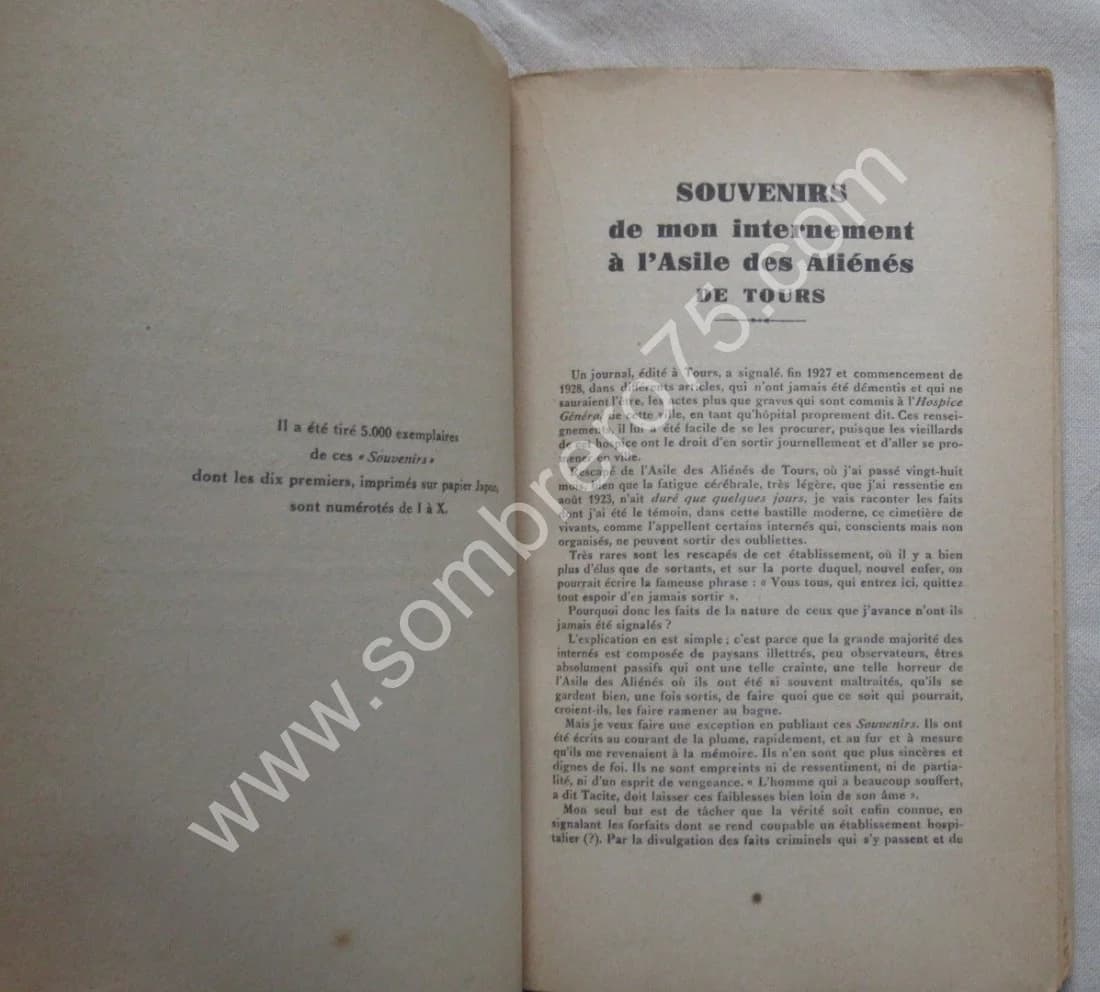 Il a été tiré 5.000 exemplaires
de ces « Souvenirs »
dont les dix premiers, imprimés sur papier Japon,
sont numérotés de I à X.
SOUVENIRS
de mon internement
à l'Asile des Aliénés
DE TOURS
Un journal, édité à Tours, a signalé, fin 1927 et commencement de
1928, dans différents articles, qui n'ont jamais été démentis et qui ne
sauraient l'être, les actes plus que graves qui sont commis à l'Hospice
Général de cette ville, en tant qu'hôpital proprement dit. Ces rensei-
gnements, il lui a été facile de se les procurer, puisque les vieillards
de cet hospice ont le droit d'en sortir journellement et d'aller se pro-
mener en ville.
Rescapé de l'Asile des Aliénés de Tours, où j'ai passé vingt-huit
mois, bien que la fatigue cérébrale, très légère, que j'ai ressentie en
août 1923, n'ait duré que quelques jours, je vais raconter les faits
dont j'ai été le témoin, dans cette bastille moderne, ce cimetière de
vivants, comme l'appellent certains internés qui, conscients mais non
organisés, ne peuvent sortir des oubliettes.
Très rares sont les rescapés de cet établissement, où il y a bien
plus d'élus que de sortants, et sur la porte duquel, nouvel enfer, on
pourrait écrire la fameuse phrase : « Vous tous, qui entrez ici, quittez
tout espoir d'en jamais sortir ».
Pourquoi donc les faits de la nature de ceux que j'avance n'ont-ils
jamais été signalés ?
L'explication en est simple ; c'est parce que la grande majorité des
internés est composée de paysans illettrés, peu observateurs, êtres
absolument passifs qui ont une telle crainte, une telle horreur de
l'Asile des Aliénés où ils ont été si souvent maltraités, qu'ils se
gardent bien, une fois sortis, de faire quoi que ce soit qui pourrait,
croient-ils, les faire ramener au bagne.
Mais je veux faire une exception en publiant ces Souvenirs. Ils ont
été écrits au courant de la plume, rapidement, et au fur et à mesure
qu'ils me revenaient à la mémoire. Ils n'en sont que plus sincères et
dignes de foi. Ils ne sont empreints ni de ressentiment, ni de partia-
lité, ni d'un esprit de vengeance. « L'homme qui a beaucoup souffert,
a dit Tacite, doit laisser ces faiblesses bien loin de son âme ».
Mon seul but est de tâcher que la vérité soit enfin connue, en
signalant les forfaits dont se rend coupable un établissement hospi-
talier (?). Par la divulgation des faits criminels qui s'y passent et de
www.sombrero75.com